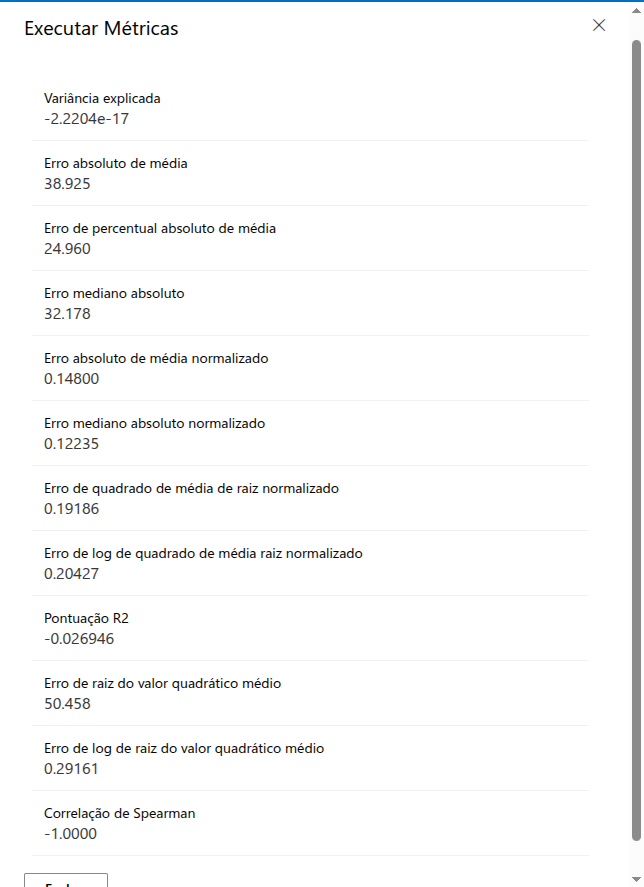 Executar Métricas
Variância explicada
-2.2204e-17
Erro absoluto de média
38.925
Erro de percentual absoluto de média
24.960
Erro mediano absoluto
32.178
Erro absoluto de média normalizado
0.14800
Erro mediano absoluto normalizado
0.12235
Erro de quadrado de média de raiz normalizado
0.19186
Erro de log de quadrado de média raiz normalizado
0.20427
Pontuação R2
-0.026946
Erro de raiz do valor quadrático médio
50.458
Erro de log de raiz do valor quadrático médio
0.29161
Correlação de Spearman
-1.0000